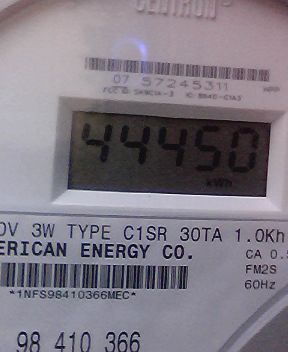 CENTRON
07 57245311
44450
kWh
0V 3W TYPE C1SR 30TA 1.0Kh
ERICAN ENERGY CO. CA 0.5
FM2S
*1NFS98410366MEC* 60Hz
98 410 366